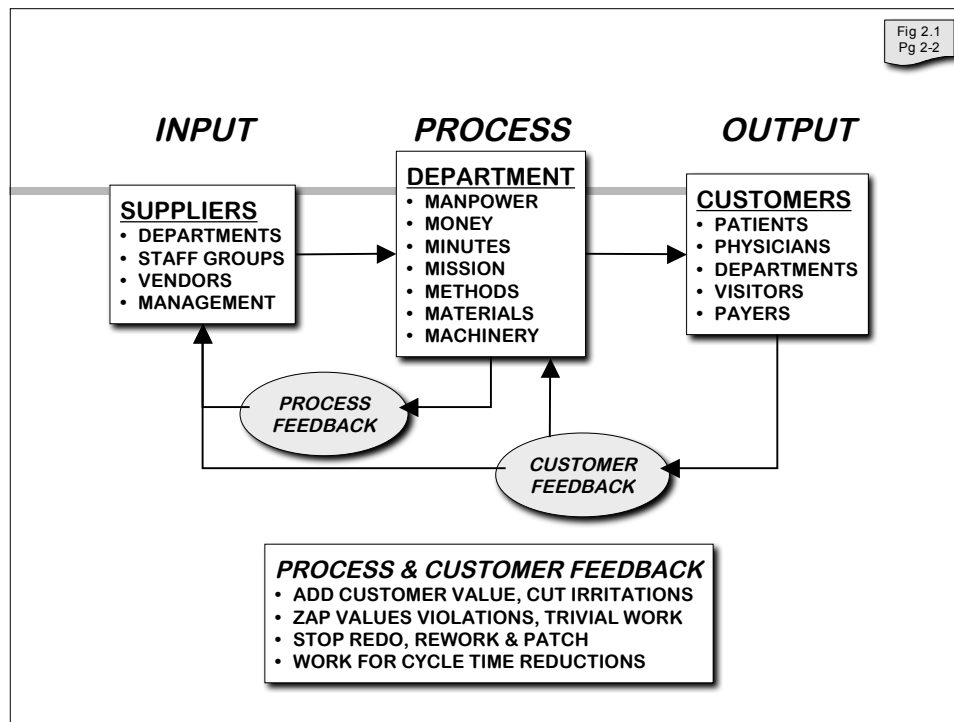 Fig 2.1
Pg 2-2
INPUT
PROCESS
OUTPUT
SUPPLIERS
• DEPARTMENTS
• STAFF GROUPS
• VENDORS
• MANAGEMENT
DEPARTMENT
• MANPOWER
• MONEY
• MINUTES
• MISSION
• METHODS
• MATERIALS
• MACHINERY
CUSTOMERS
• PATIENTS
• PHYSICIANS
• DEPARTMENTS
• VISITORS
• PAYERS
PROCESS
FEEDBACK
CUSTOMER
FEEDBACK
PROCESS & CUSTOMER FEEDBACK
• ADD CUSTOMER VALUE, CUT IRRITATIONS
• ZAP VALUES VIOLATIONS, TRIVIAL WORK
• STOP REDO, REWORK & PATCH
• WORK FOR CYCLE TIME REDUCTIONS